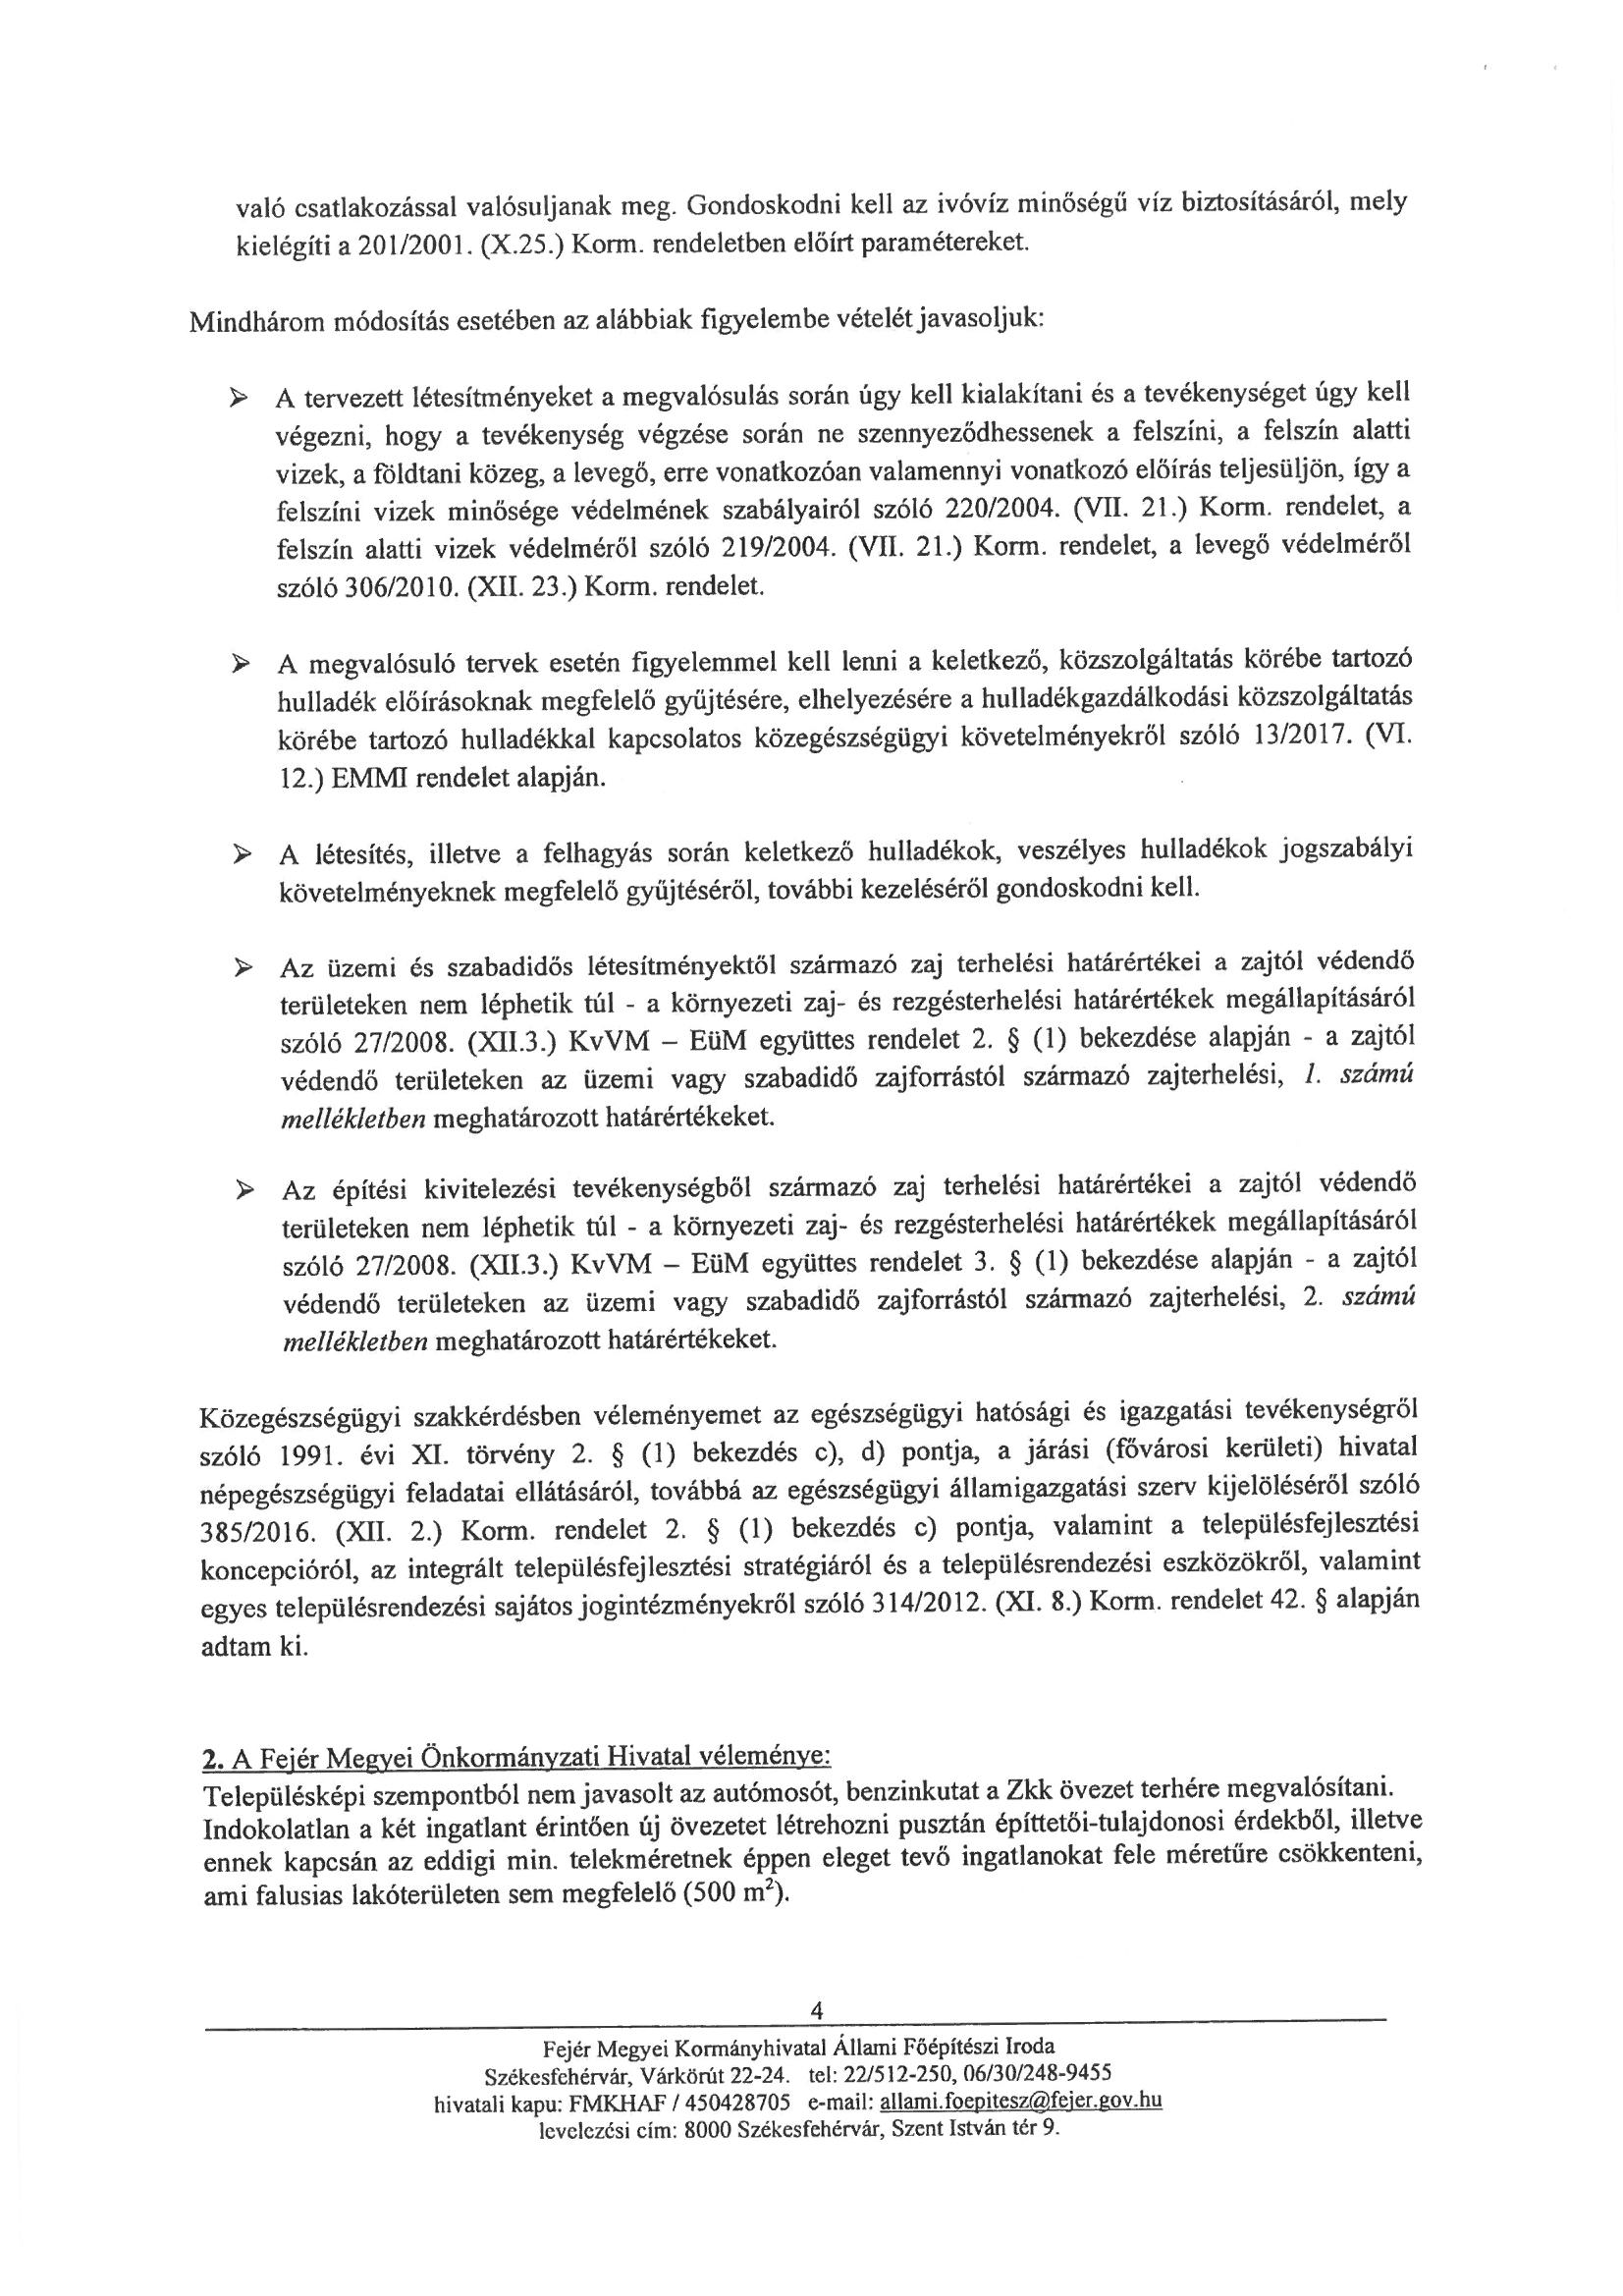 való csatlakozással valósuljanak meg. Gondoskodni kell az ivóvíz minőségű víz biztosításáról, mely
kielégíti a 201/2001. (X.25.) Korm. rendeletben előírt paramétereket.
Mindhárom módosítás esetében az alábbiak figyelembe vételét javasoljuk:
➢ A tervezett létesítményeket a megvalósulás során úgy kell kialakítani és a tevékenységet úgy kell
végezni, hogy a tevékenység végzése során ne szennyeződhessenek a felszíni, a felszín alatti
vizek, a földtani közeg, a levegő, erre vonatkozóan valamennyi vonatkozó előírás teljesüljön, így a
felszíni vizek minősége védelmének szabályairól szóló 220/2004. (VII. 21.) Korm. rendelet, a
felszín alatti vizek védelméről szóló 219/2004. (VII. 21.) Korm. rendelet, a levegő védelméről
szóló 306/2010. (XII. 23.) Korm. rendelet.
➢ A megvalósuló tervek esetén figyelemmel kell lenni a keletkező, közszolgáltatás körébe tartozó
hulladék előírásoknak megfelelő gyűjtésére, elhelyezésére a hulladékgazdálkodási közszolgáltatás
körébe tartozó hulladékkal kapcsolatos közegészségügyi követelményekről szóló 13/2017. (VI.
12.) EMMI rendelet alapján.
➢ A létesítés, illetve a felhagyás során keletkező hulladékok, veszélyes hulladékok jogszabályi
követelményeknek megfelelő gyűjtéséről, további kezeléséről gondoskodni kell.
➢ Az üzemi és szabadidős létesítményektől származó zaj terhelési határértékei a zajtól védendő
területeken nem léphetik túl - a környezeti zaj- és rezgésterhelési határértékek megállapításáról
szóló 27/2008. (XII.3.) KvVM – EüM együttes rendelet 2. § (1) bekezdése alapján - a zajtól
védendő területeken az üzemi vagy szabadidő zajforrástól származó zajterhelési, 1. számú
mellékletben meghatározott határértékeket.
➢ Az építési kivitelezési tevékenységből származó zaj terhelési határértékei a zajtól védendő
területeken nem léphetik túl - a környezeti zaj- és rezgésterhelési határértékek megállapításáról
szóló 27/2008. (XII.3.) KvVM – EüM együttes rendelet 3. § (1) bekezdése alapján - a zajtól
védendő területeken az üzemi vagy szabadidő zajforrástól származó zajterhelési, 2. számú
mellékletben meghatározott határértékeket.
Közegészségügyi szakkérdésben véleményemet az egészségügyi hatósági és igazgatási tevékenységről
szóló 1991. évi XI. törvény 2. § (1) bekezdés c), d) pontja, a járási (fővárosi kerületi) hivatal
népegészségügyi feladatai ellátásáról, továbbá az egészségügyi államigazgatási szerv kijelöléséről szóló
385/2016. (XII. 2.) Korm. rendelet 2. § (1) bekezdés c) pontja, valamint a településfejlesztési
koncepcióról, az integrált településfejlesztési stratégiáról és a településrendezési eszközökről, valamint
egyes településrendezési sajátos jogintézményekről szóló 314/2012. (XI. 8.) Korm. rendelet 42. § alapján
adtam ki.
2. A Fejér Megyei Önkormányzati Hivatal véleménye:
Településképi szempontból nem javasolt az autómosót, benzinkutat a Zkk övezet terhére megvalósítani.
Indokolatlan a két ingatlant érintően új övezetet létrehozni pusztán építtetői-tulajdonosi érdekből, illetve
ennek kapcsán az eddigi min. telekméretnek éppen eleget tevő ingatlanokat fele méretűre csökkenteni,
ami falusias lakóterületen sem megfelelő (500 m²).
4
Fejér Megyei Kormányhivatal Állami Főépítészi Iroda
Székesfehérvár, Várkörút 22-24. tel: 22/512-250, 06/30/248-9455
hivatali kapu: FMKHAF / 450428705 e-mail: allami.foepitesz@fejer.gov.hu
levelezési cím: 8000 Székesfehérvár, Szent István tér 9.